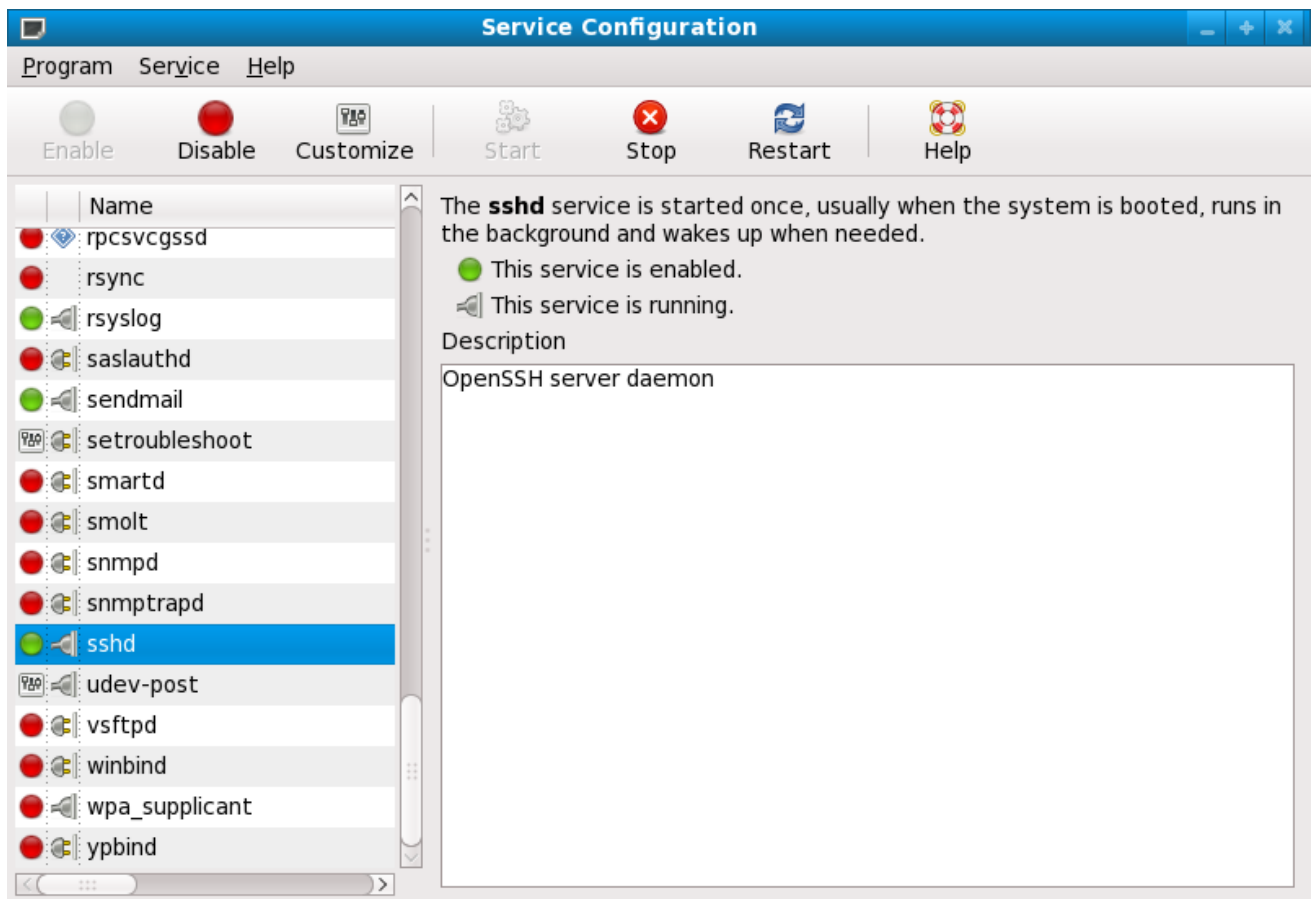 Service Configuration
Program Service Help
Enable Disable Customize Start Stop Restart Help
Name
rpcsvcgssd
rsync
rsyslog
saslauthd
sendmail
setroubleshoot
smartd
smolt
snmpd
snmptrapd
sshd
udev-post
vsftpd
winbind
wpa_supplicant
ypbind
The sshd service is started once, usually when the system is booted, runs in
the background and wakes up when needed.
This service is enabled.
This service is running.
Description
OpenSSH server daemon